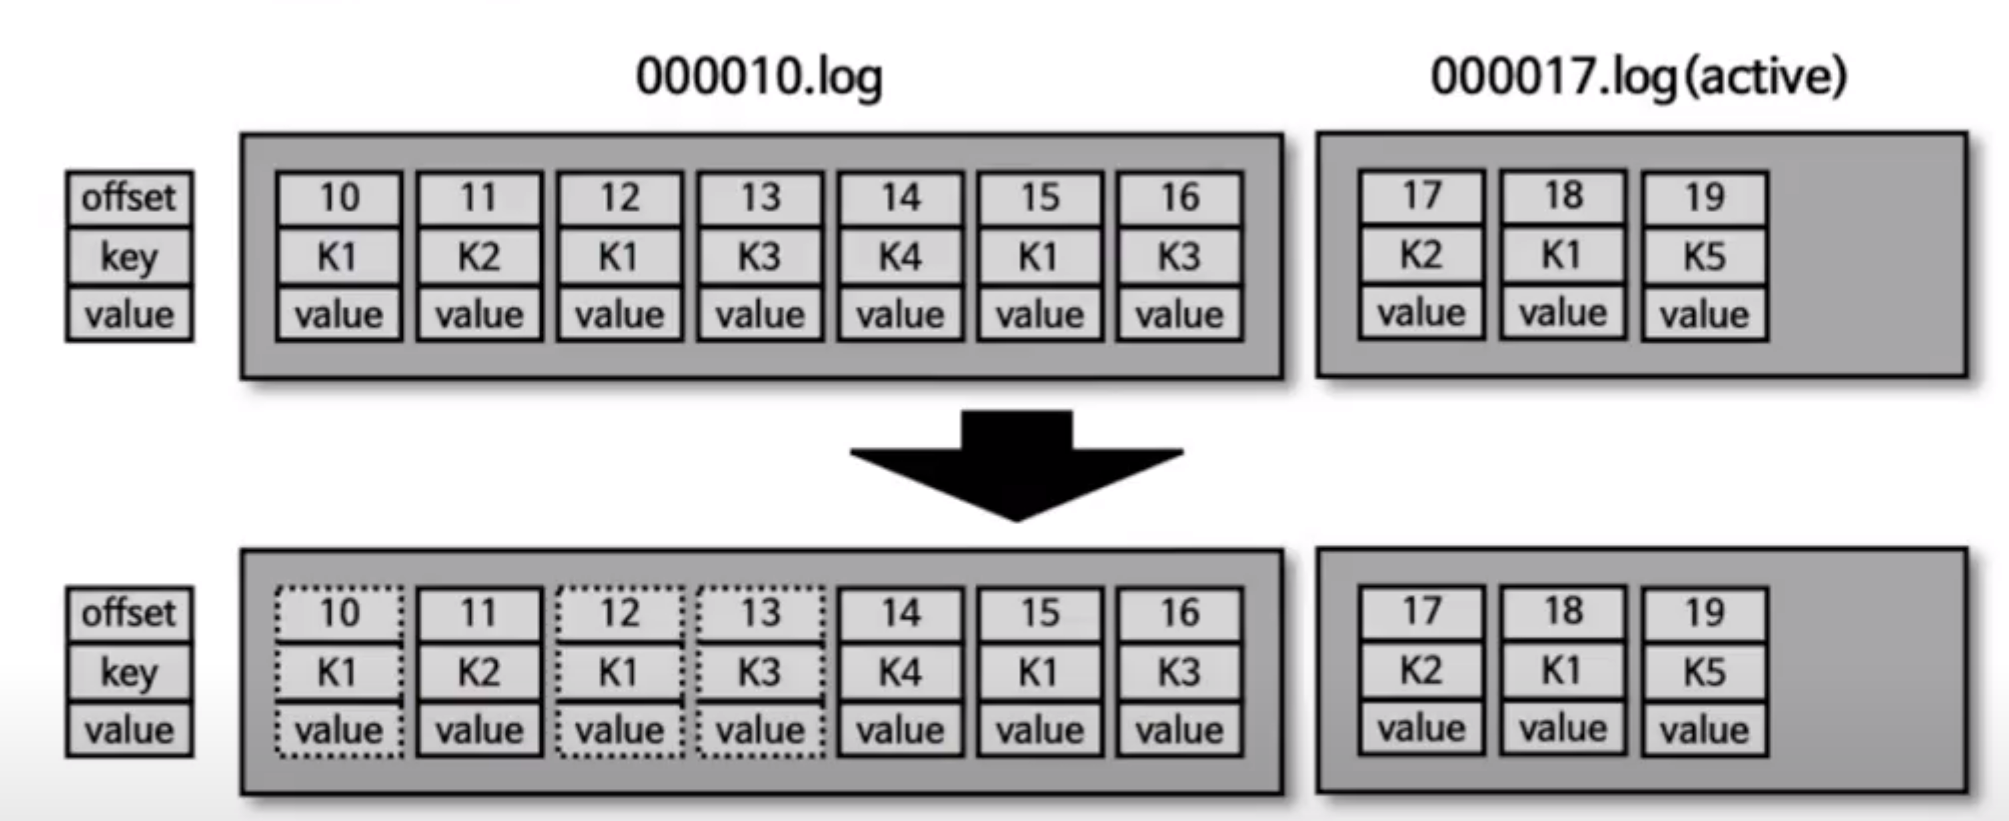 000010.log 000017.log(active)
offset 10 11 12 13 14 15 16 17 18 19
key K1 K2 K1 K3 K4 K1 K3 K2 K1 K5
value value value value value value value value value value value
offset 10 11 12 13 14 15 16 17 18 19
key K1 K2 K1 K3 K4 K1 K3 K2 K1 K5
value value value value value value value value value value value